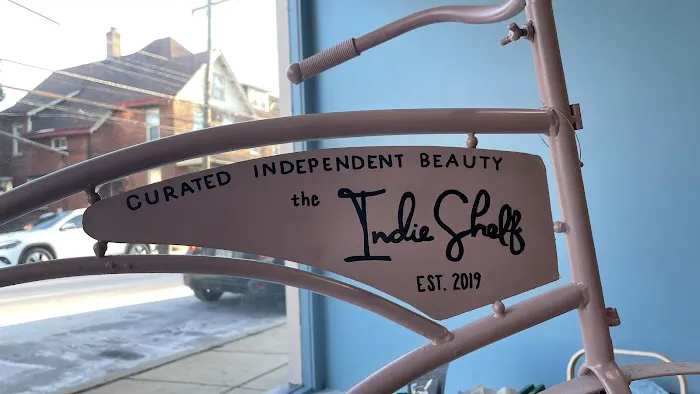 CURATED INDEPENDENT BEAUTY
the Indie Shelf
EST. 2019